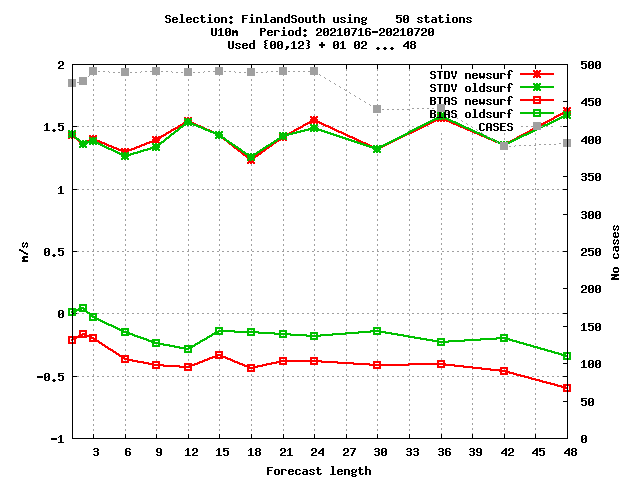 Selection: FinlandSouth using    50 stations
U10m   Period: 20210716-20210720
Used {00,12} + 01 02 ... 48
STDV newsurf
STDV oldsurf
BIAS newsurf
BIAS oldsurf
CASES
2
1.5
1
0.5
0
-0.5
-1
m/s
500
450
400
350
300
250
200
150
100
50
0
No cases
3 6 9 12 15 18 21 24 27 30 33 36 39 42 45 48
Forecast length